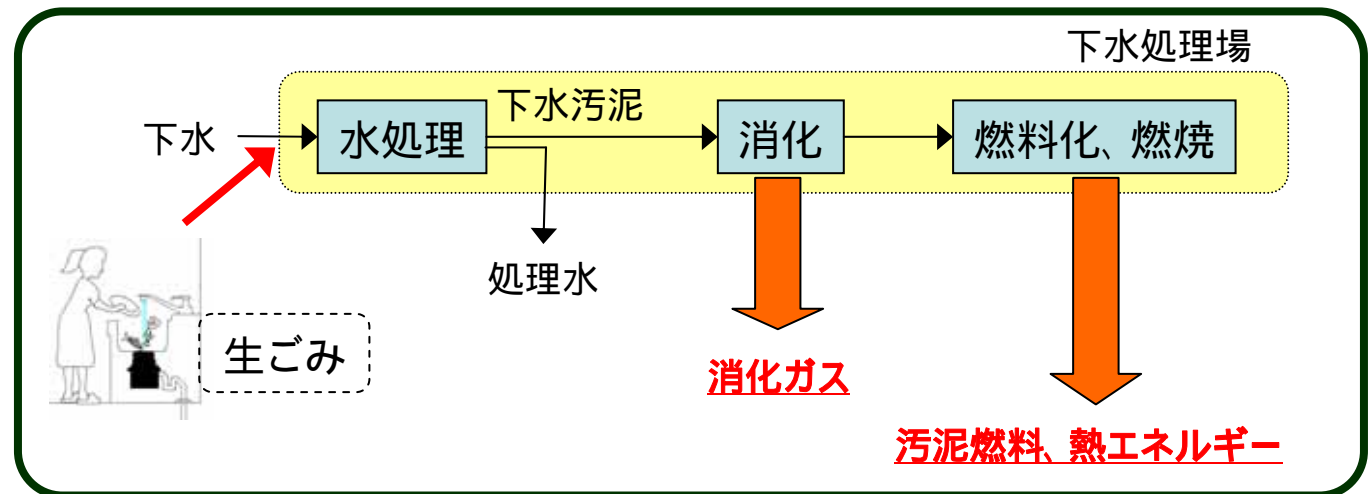 下水処理場
下水
水処理
下水汚泥
消化
燃料化、燃焼
処理水
生ごみ
消化ガス
汚泥燃料、熱エネルギー